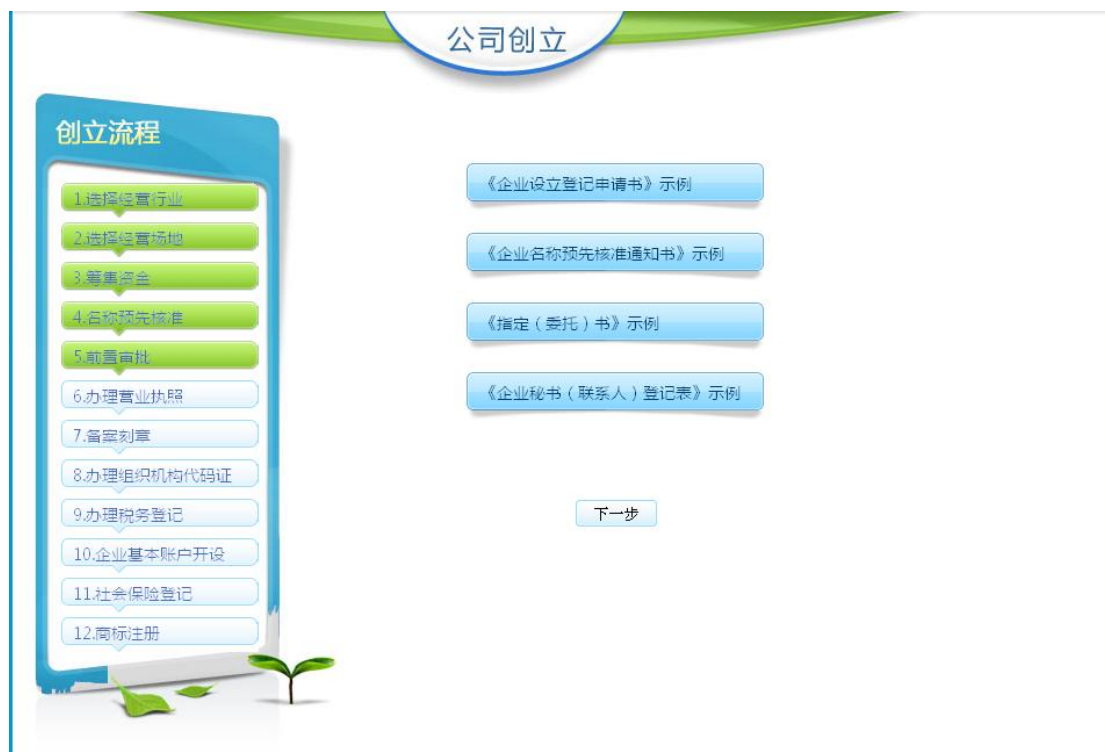 公司创立
创立流程
1.选择经营行业
2.选择经营场地
3.筹集资金
4.名称预先核准
5.前置审批
6.办理营业执照
7.备案刻章
8.办理组织机构代码证
9.办理税务登记
10.企业基本账户开设
11.社会保险登记
12.商标注册
《企业设立登记申请书》示例
《企业名称预先核准通知书》示例
《指定（委托）书》示例
《企业秘书（联系人）登记表》示例
下一步